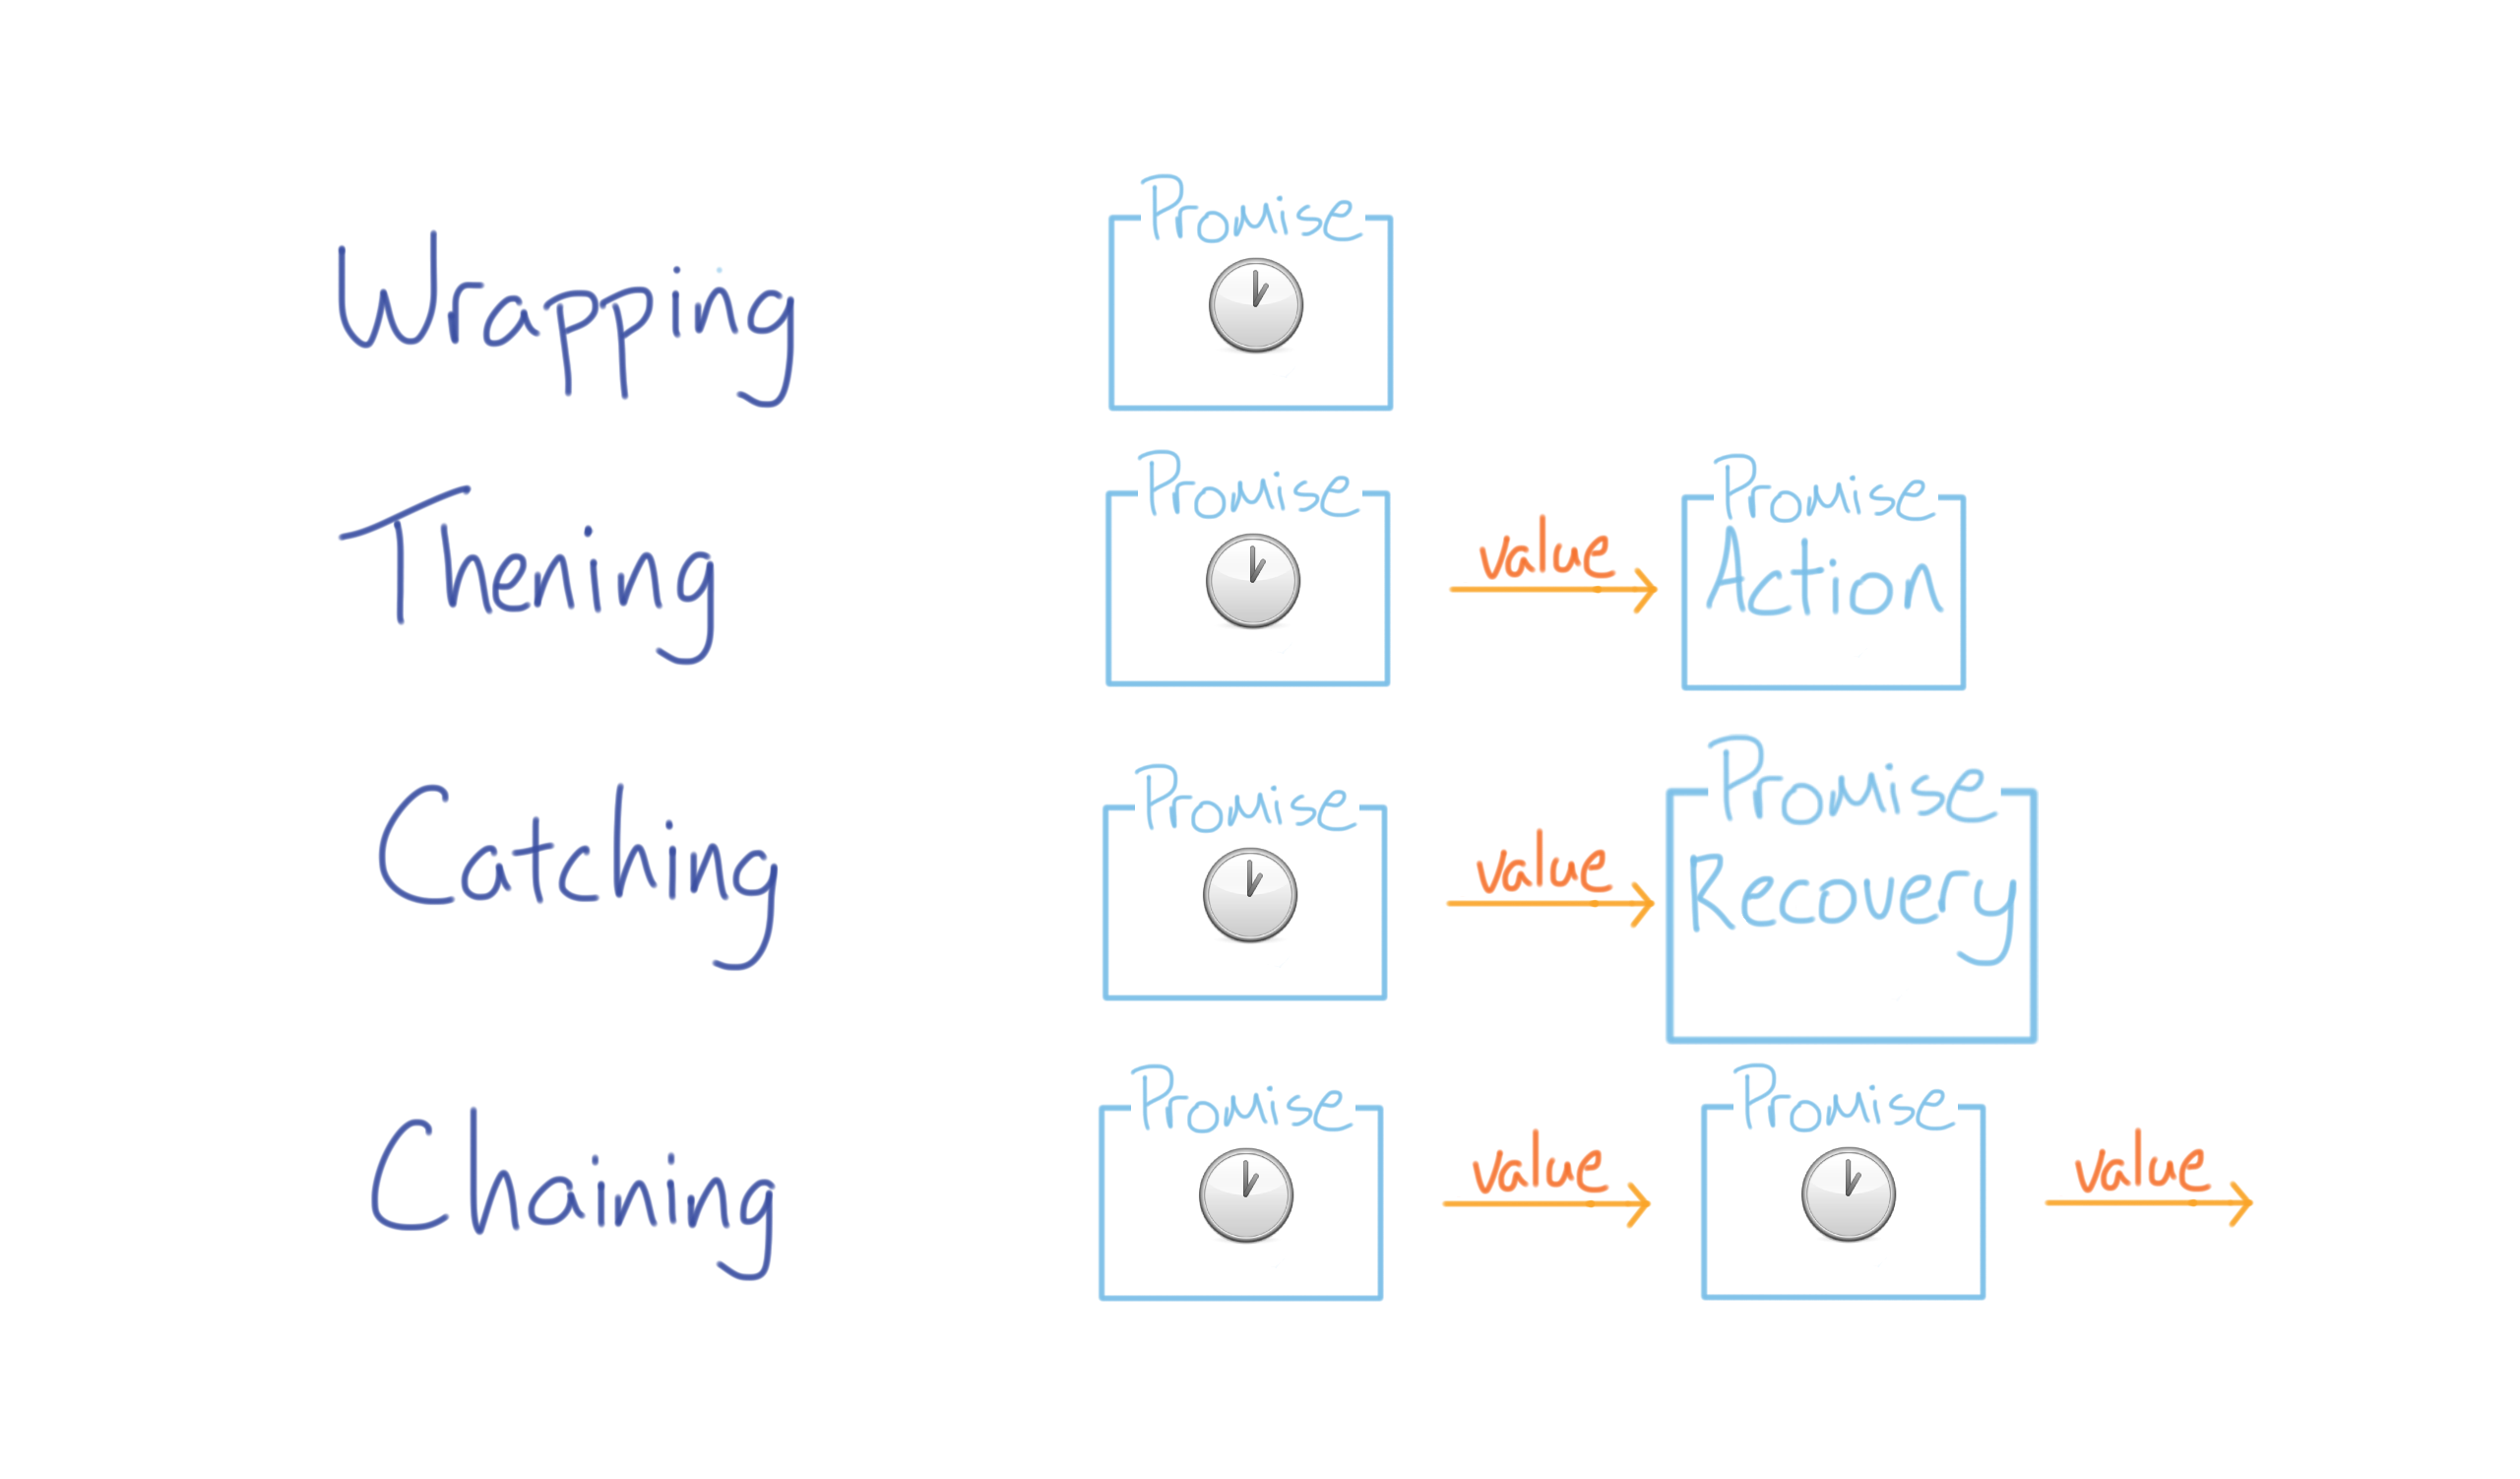 Promise
Wrapping
Promise Promise
Thening value Action
Promise Promise
Catching value Recovery
Promise Promise
Chaining value value